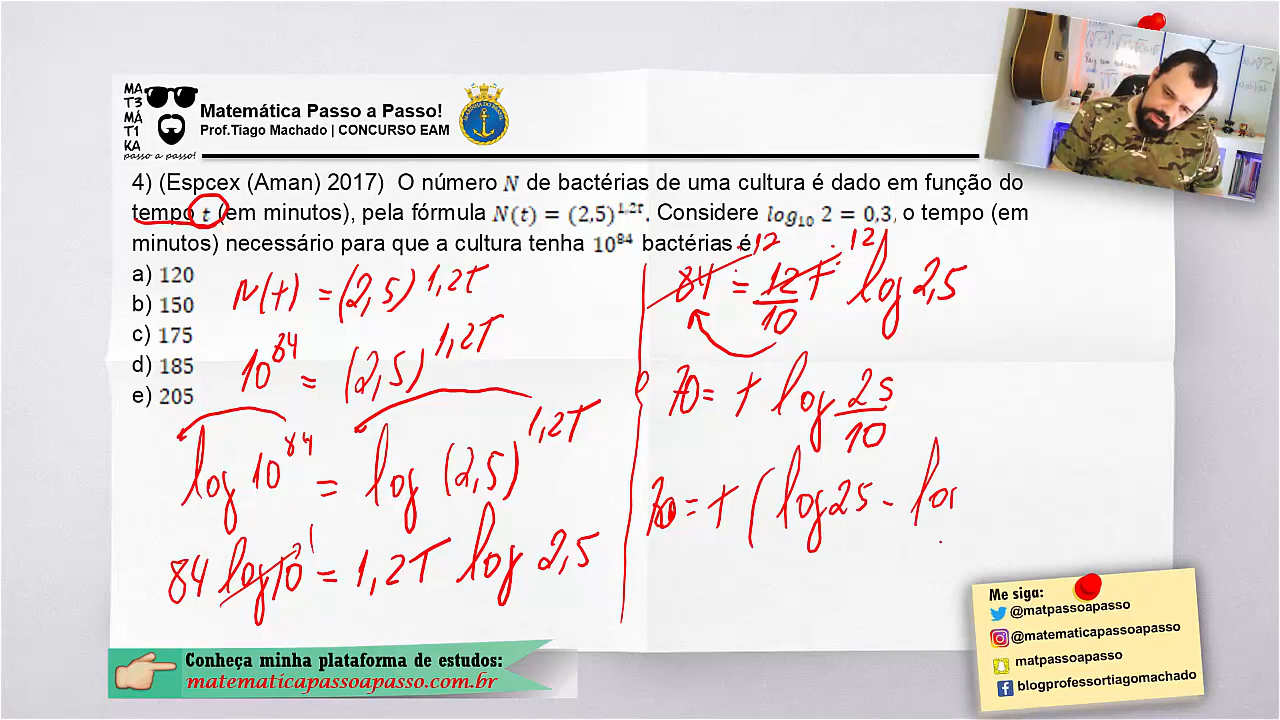 MA
T3
MÁ
T1
KA
passo a passo!
Matemática Passo a Passo!
Prof.Tiago Machado | CONCURSO EAM
4) (Espcex (Aman) 2017) O número N de bactérias de uma cultura é dado em função do
tempo t (em minutos), pela fórmula N(t) = (2,5)^{1,2t}. Considere log_{10} 2 = 0,3, o tempo (em
minutos) necessário para que a cultura tenha 10^{84} bactérias é
a) 120
b) 150
c) 175
d) 185
e) 205
N(t) = (2,5)^{1,2T}
10^{84} = (2,5)^{1,2T}
log 10^{84} = log (2,5)^{1,2T}
84 log 10 = 1,2T log 2,5
84 :12 = 12/10 T :12 log 2,5
70 = T log 25/10
70 = T (log 25 - log
Me siga:
@matpassoapasso
@matematicapassoapasso
matpassoapasso
blogprofessortiagomachado
Conheça minha plataforma de estudos:
matematicapassoapasso.com.br